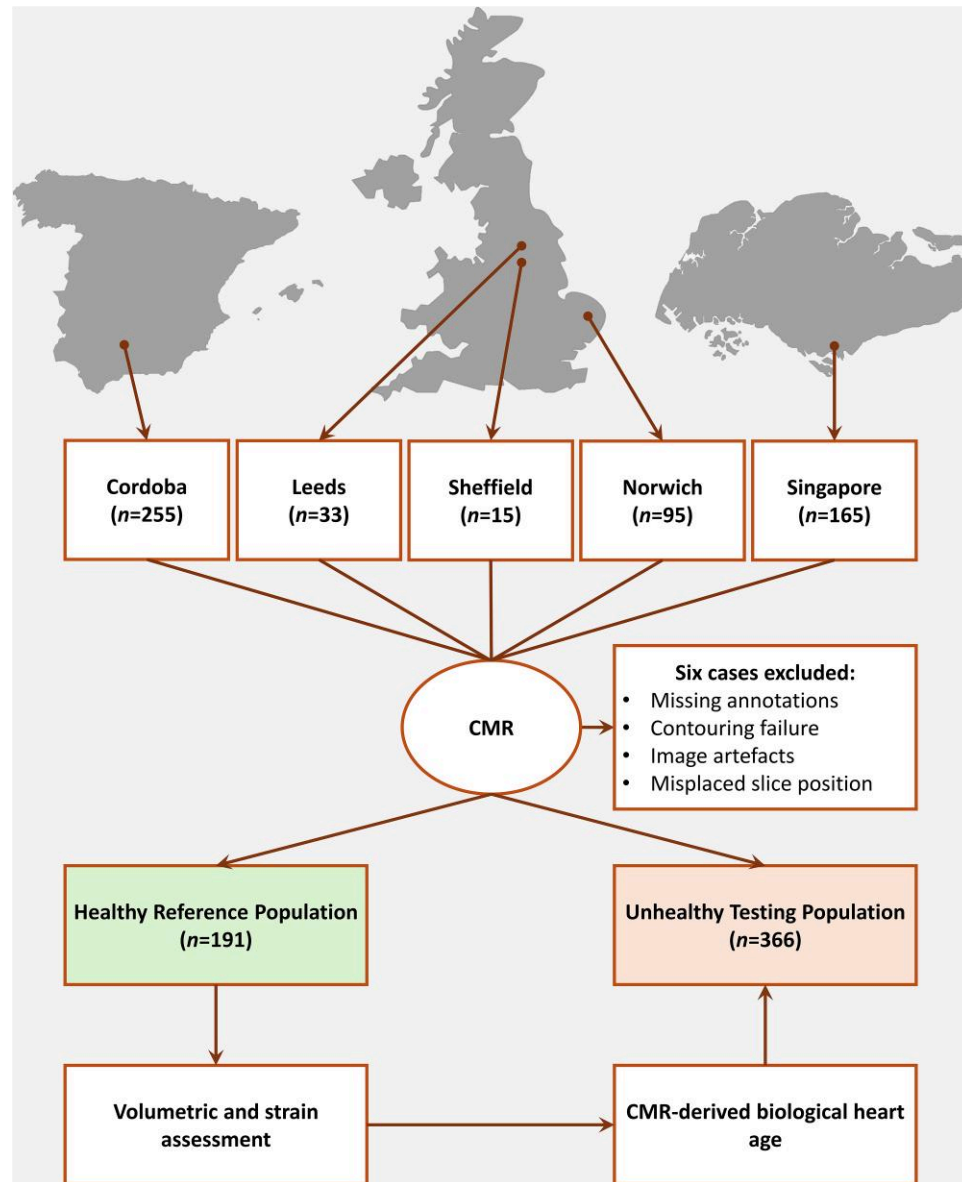 Cordoba
(n=255)
Leeds
(n=33)
Sheffield
(n=15)
Norwich
(n=95)
Singapore
(n=165)
CMR
Six cases excluded:
• Missing annotations
• Contouring failure
• Image artefacts
• Misplaced slice position
Healthy Reference Population
(n=191)
Unhealthy Testing Population
(n=366)
Volumetric and strain
assessment
CMR-derived biological heart
age